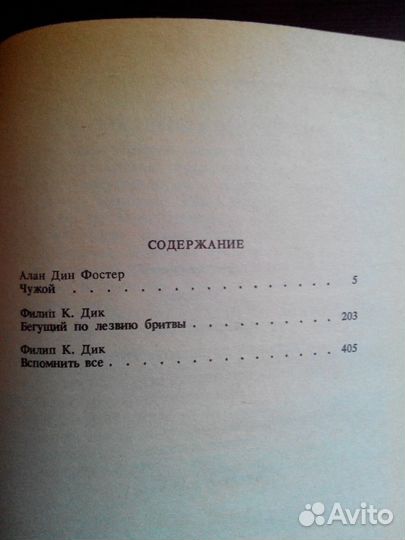 СОДЕРЖАНИЕ
Алан Дин Фостер
Чужой . . . . . . . . . . . . . . 5
Филип К. Дик
Бегущий по лезвию бритвы . . . . . . . . 203
Филип К. Дик
Вспомнить все . . . . . . . . . . . . 405
Avito